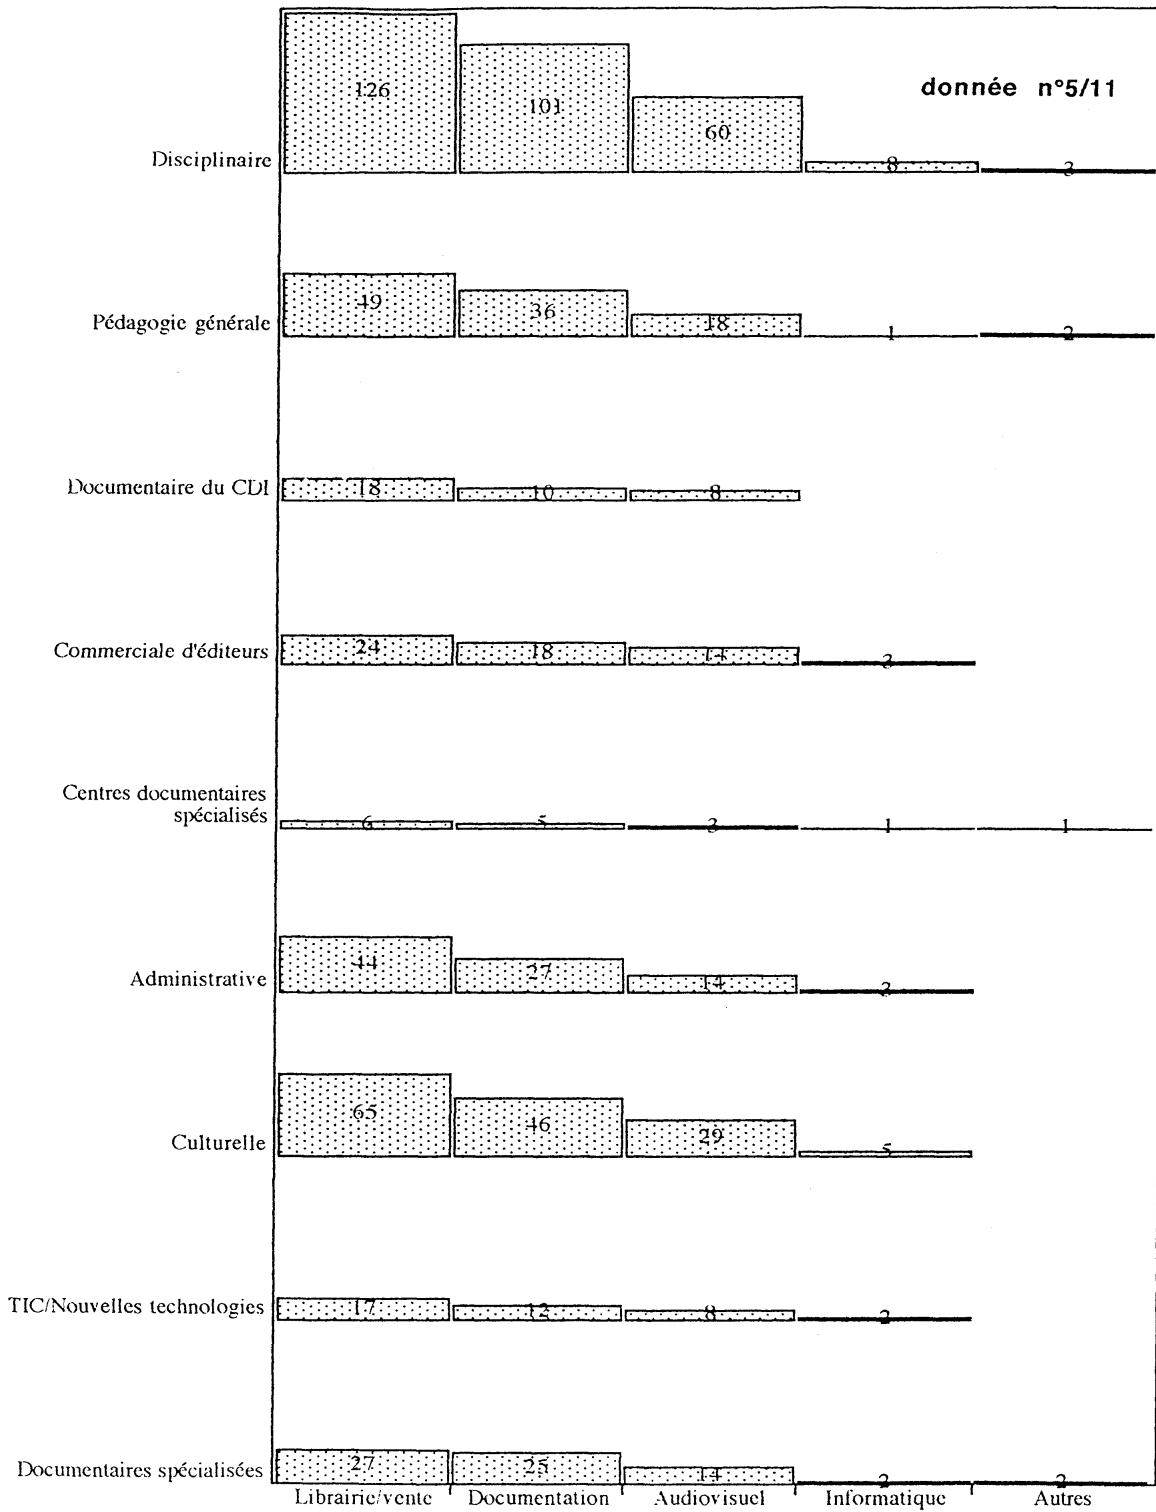 126
101
donnée n°5/11
60
Disciplinaire
8
3
49
36
18
Pédagogie générale
1
2
Documentaire du CDI
18
10
8
Commerciale d'éditeurs
24
18
14
Centres documentaires
spécialisés
6
5
3
1
1
44
27
14
Administrative
65
46
29
Culturelle
5
TIC/Nouvelles technologies
17
12
8
2
Documentaires spécialisées
27
25
14
2
2
Librairie/vente
Documentation
Audiovisuel
Informatique
Autres